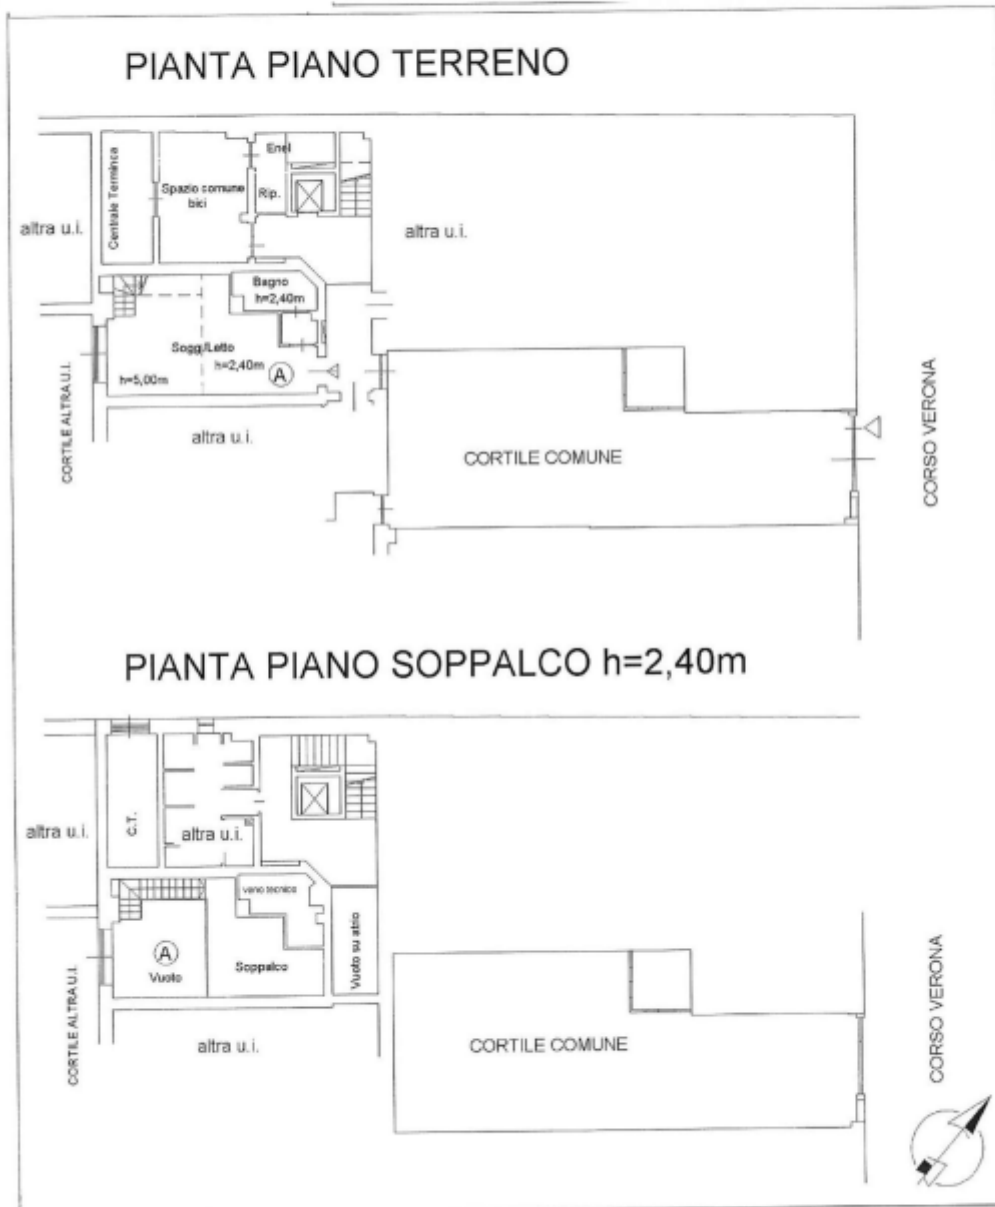 PIANTA PIANO TERRENO
Enel
Centrale Termica
Spazio comune
bici
Rip.
altra u.i.
altra u.i.
Bagno
h=2,40m
Sogg/Letto
h=2,40m
A
h=5,00m
CORTILE ALTRA U.I.
altra u.i.
CORTILE COMUNE
CORSO VERONA
PIANTA PIANO SOPPALCO h=2,40m
C.T.
altra u.i.
altra u.i.
vano tecnico
A
Vuoto
Soppalco
Vuoto su atrio
CORTILE ALTRA U.I.
altra u.i.
CORTILE COMUNE
CORSO VERONA